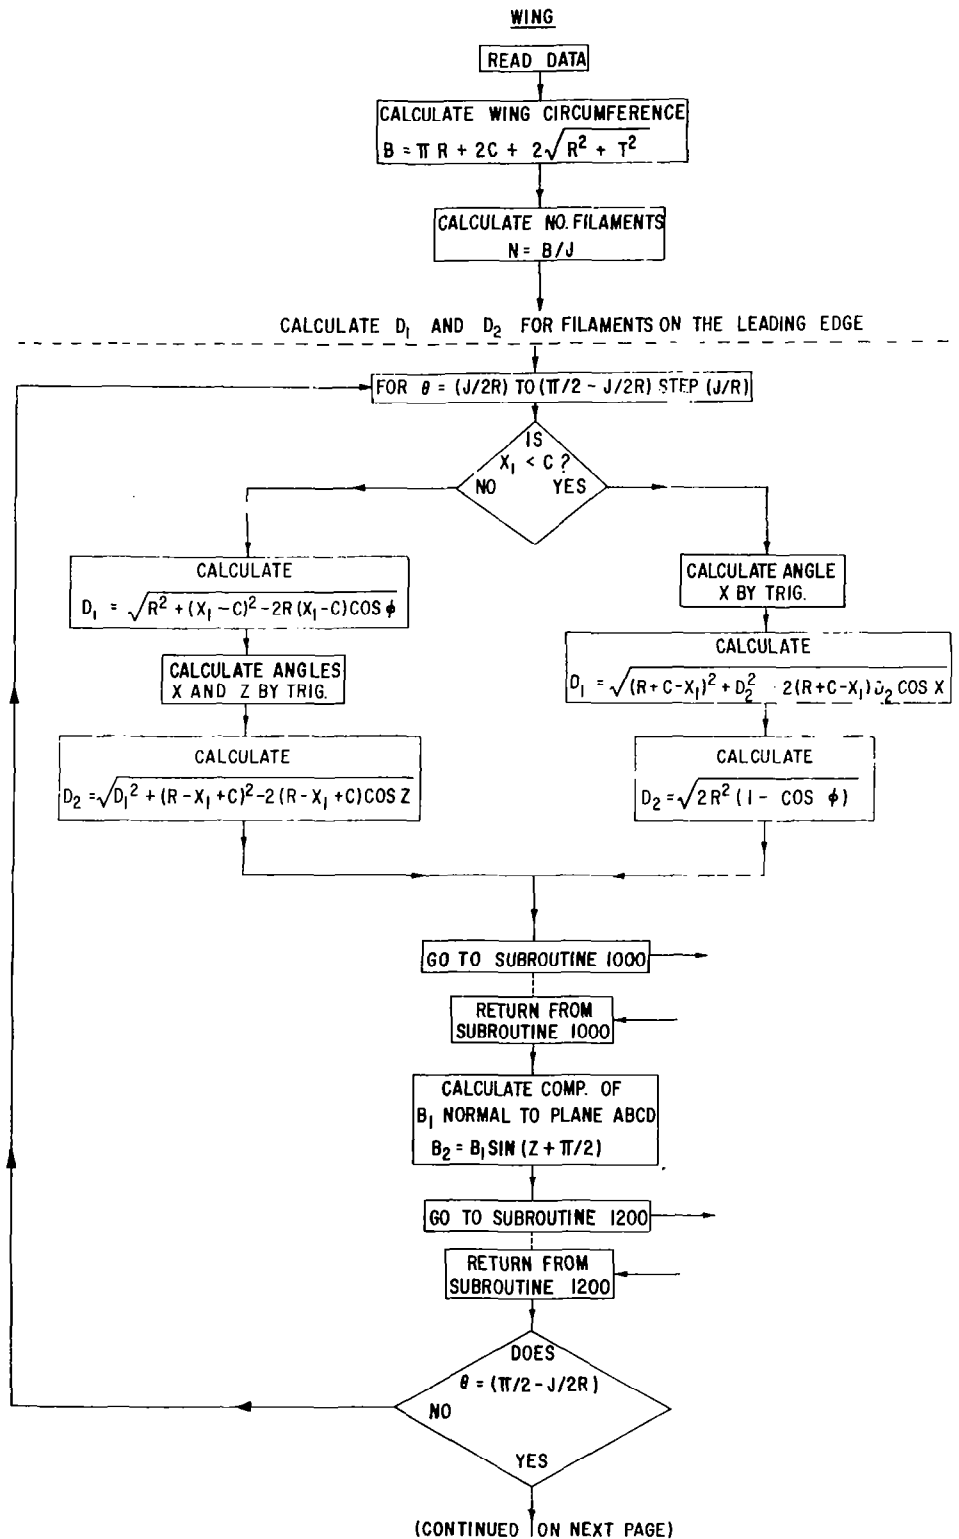 WING
READ DATA
CALCULATE WING CIRCUMFERENCE
B = π R + 2C + 2√(R² + T²)
CALCULATE NO. FILAMENTS
N = B/J
CALCULATE D₁ AND D₂ FOR FILAMENTS ON THE LEADING EDGE
FOR θ = (J/2R) TO (π/2 - J/2R) STEP (J/R)
IS
X₁ < C ?
NO YES
CALCULATE
D₁ = √(R² + (X₁ - C)² - 2R (X₁ - C) COS ϕ)
CALCULATE ANGLES
X AND Z BY TRIG.
CALCULATE
D₂ = √(D₁² + (R - X₁ + C)² - 2 (R - X₁ + C) COS Z)
CALCULATE ANGLE
X BY TRIG.
CALCULATE
D₁ = √((R + C - X₁)² + D₂² - 2(R + C - X₁) D₂ COS X)
CALCULATE
D₂ = √(2R² (1 - COS ϕ))
GO TO SUBROUTINE 1000
RETURN FROM
SUBROUTINE 1000
CALCULATE COMP. OF
B₁ NORMAL TO PLANE ABCD
B₂ = B₁ SIN (Z + π/2)
GO TO SUBROUTINE 1200
RETURN FROM
SUBROUTINE 1200
DOES
θ = (π/2 - J/2R)
NO
YES
(CONTINUED ON NEXT PAGE)